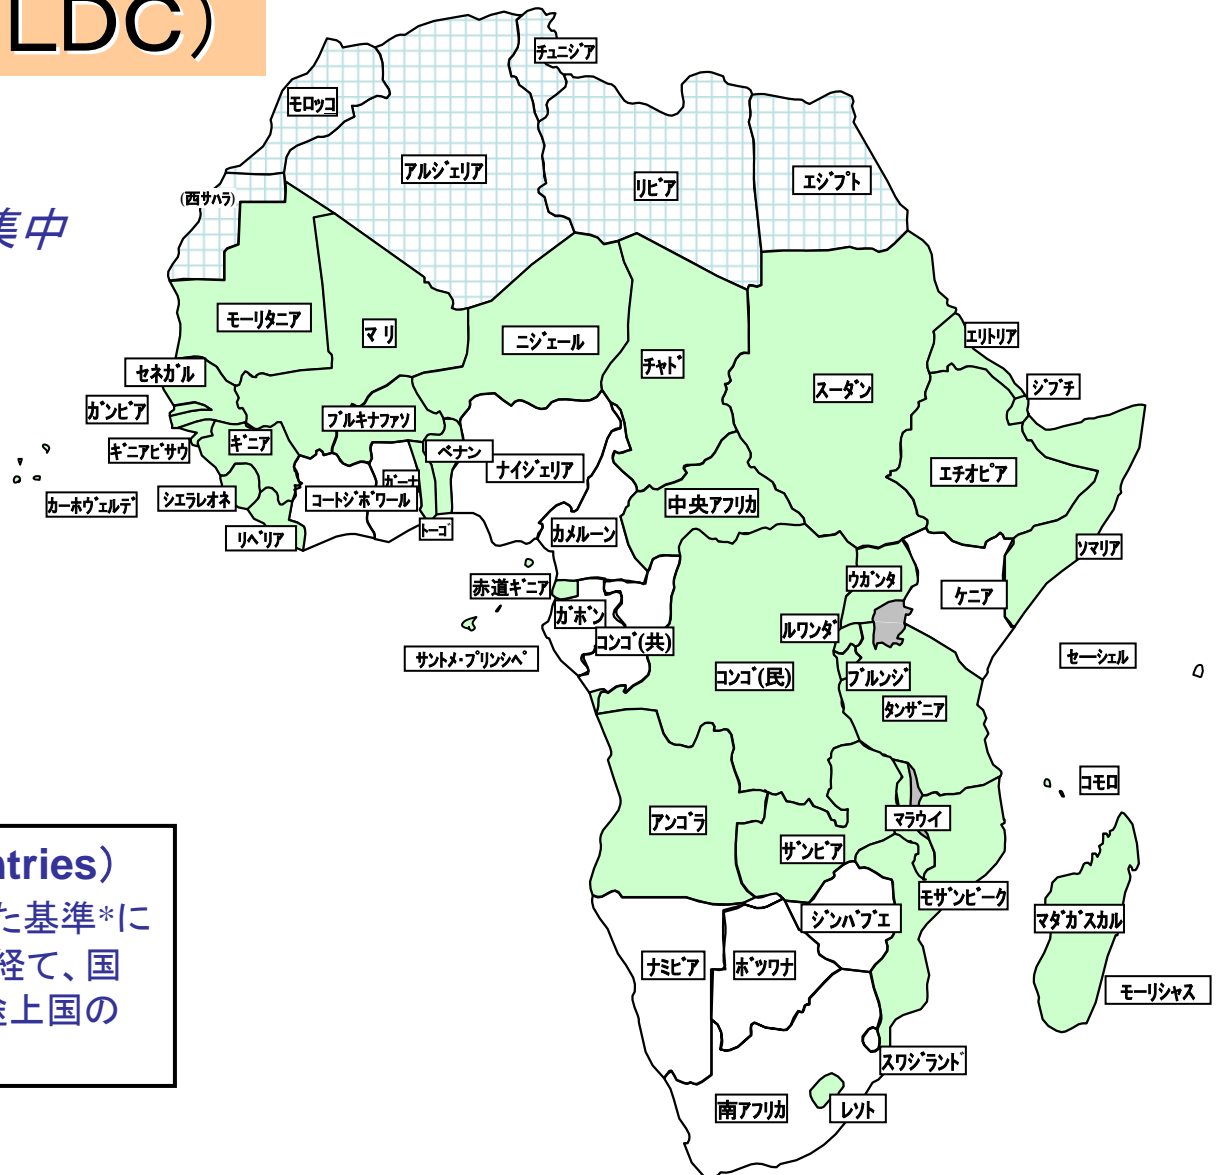 LDC）
集中
チュニジア
モロッコ
アルジェリア
リビア
エジプト
(西サハラ)
モーリタニア
マリ
ニジェール
チャド
スーダン
エリトリア
ジブチ
セネガル
ガンビア
ギニアビサウ
ギニア
ブルキナファソ
ベナン
ナイジェリア
エチオピア
カーホヴェルデ
シエラレオネ
コートジボワール
ガーナ
中央アフリカ
リベリア
トーゴ
カメルーン
ソマリア
赤道ギニア
ガボン
ウガンタ
ケニア
ルワンダ
コンゴ(共)
サントメ・プリンシペ
コンゴ(民)
ブルンジ
セーシェル
タンザニア
コモロ
アンゴラ
マラウイ
ザンビア
モザンビーク
ジンバブエ
マダガスカル
ナミビア
ボツワナ
モーリシャス
スワジランド
南アフリカ
レソト
ntries）
た基準*に
経て、国
途上国の